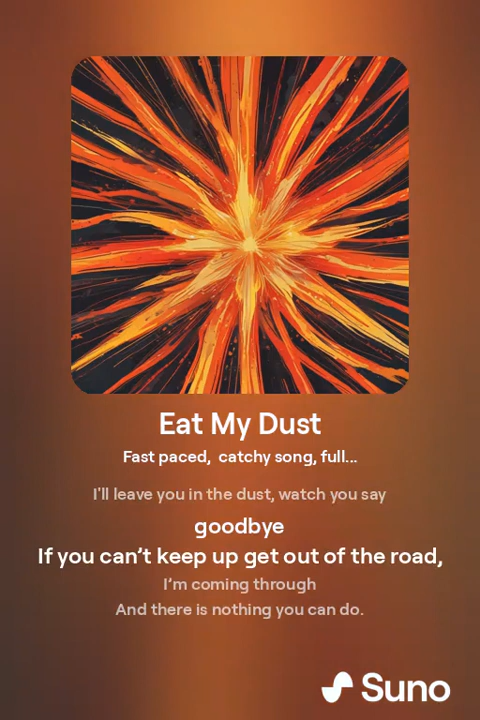 Eat My Dust
Fast paced,  catchy song, full...
I'll leave you in the dust, watch you say
goodbye
If you can’t keep up get out of the road,
I’m coming through
And there is nothing you can do.
Suno